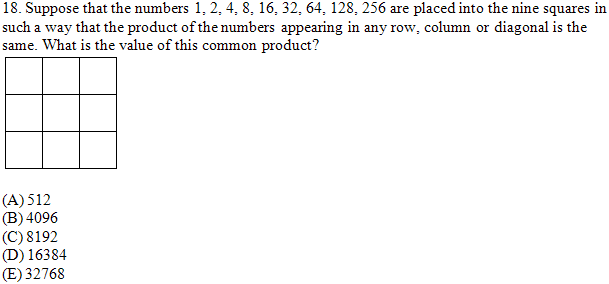 18. Suppose that the numbers 1, 2, 4, 8, 16, 32, 64, 128, 256 are placed into the nine squares in
such a way that the product of the numbers appearing in any row, column or diagonal is the
same. What is the value of this common product?
(A) 512
(B) 4096
(C) 8192
(D) 16384
(E) 32768